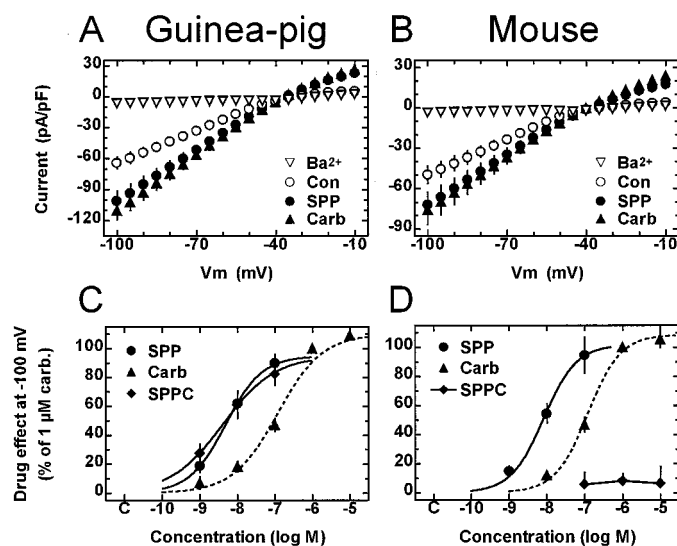 A Guinea-pig
B Mouse
Current (pA/pF)
30
0
-30
-60
-90
-120
Ba2+
Con
SPP
Carb
-100 -70 -40 -10
Vm (mV)
30
0
-30
-60
-90
Ba2+
Con
SPP
Carb
-100 -70 -40 -10
Vm (mV)
C
Drug effect at -100 mV
(% of 1 µM carb.)
100
80
60
40
20
0
SPP
Carb
SPPC
C -10 -9 -8 -7 -6 -5
Concentration (log M)
D
100
80
60
40
20
0
SPP
Carb
SPPC
C -10 -9 -8 -7 -6 -5
Concentration (log M)